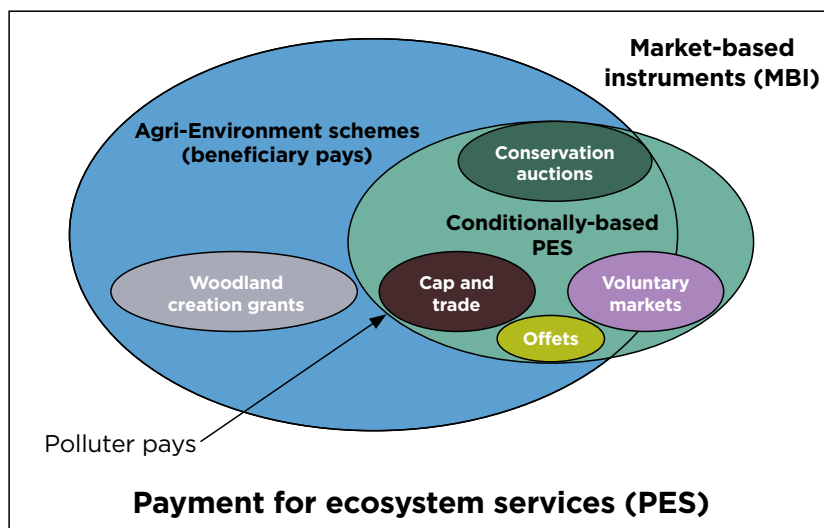 Market-based
instruments (MBI)
Agri-Environment schemes
(beneficiary pays)
Conservation
auctions
Conditionally-based
PES
Woodland
creation grants
Cap and
trade
Voluntary
markets
Offets
Polluter pays
Payment for ecosystem services (PES)